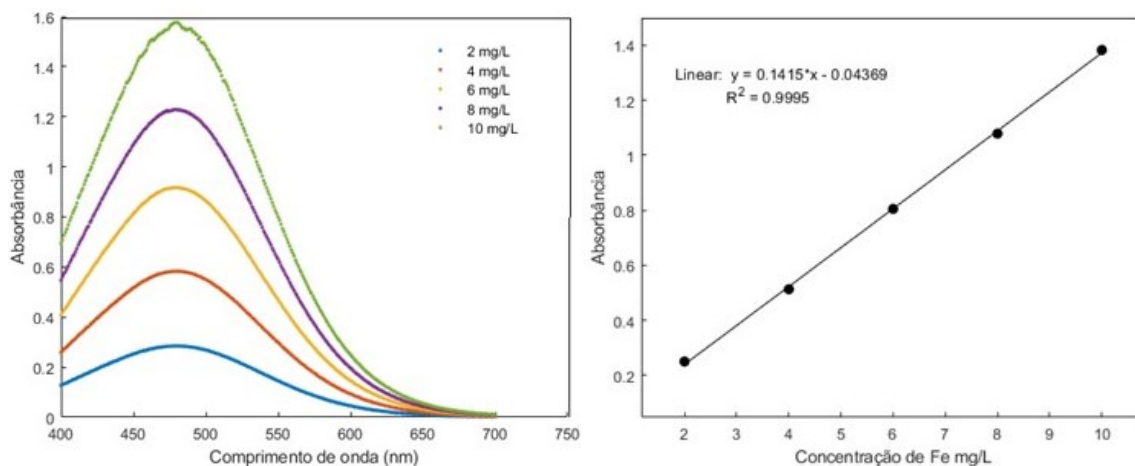 1.6
1.4
1.2
1
0.8
0.6
0.4
0.2
0
Absorbância
2 mg/L
4 mg/L
6 mg/L
8 mg/L
10 mg/L
400 450 500 550 600 650 700 750
Comprimento de onda (nm)
1.4
1.2
1
0.8
0.6
0.4
0.2
Absorbância
Linear: y = 0.1415*x - 0.04369
R² = 0.9995
2 3 4 5 6 7 8 9 10
Concentração de Fe mg/L